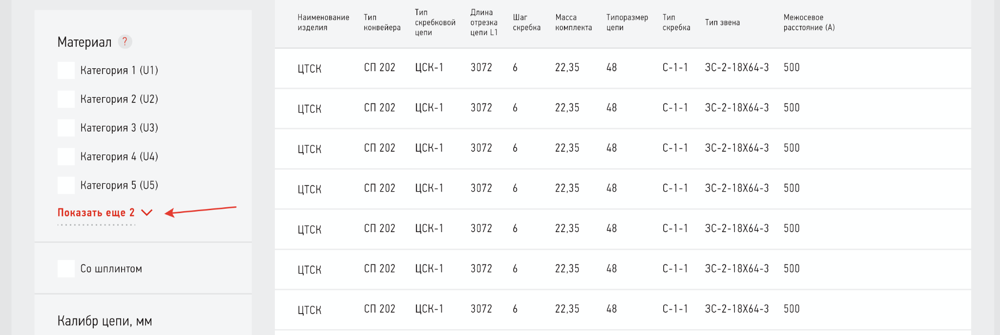 Материал ?
Категория 1 (U1)
Категория 2 (U2)
Категория 3 (U3)
Категория 4 (U4)
Категория 5 (U5)
Показать еще 2
Со шплинтом
Калибр цепи, мм
Наименование изделия Тип конвейера Тип скребковой цепи Длина отрезка цепи L1 Шаг скребка Масса комплекта Типоразмер цепи Тип скребка Тип звена Межосевое расстояние (А)
ЦТСК СП 202 ЦСК-1 3072 6 22,35 48 С-1-1 ЗС-2-18Х64-3 500
ЦТСК СП 202 ЦСК-1 3072 6 22,35 48 С-1-1 ЗС-2-18Х64-3 500
ЦТСК СП 202 ЦСК-1 3072 6 22,35 48 С-1-1 ЗС-2-18Х64-3 500
ЦТСК СП 202 ЦСК-1 3072 6 22,35 48 С-1-1 ЗС-2-18Х64-3 500
ЦТСК СП 202 ЦСК-1 3072 6 22,35 48 С-1-1 ЗС-2-18Х64-3 500
ЦТСК СП 202 ЦСК-1 3072 6 22,35 48 С-1-1 ЗС-2-18Х64-3 500
ЦТСК СП 202 ЦСК-1 3072 6 22,35 48 С-1-1 ЗС-2-18Х64-3 500